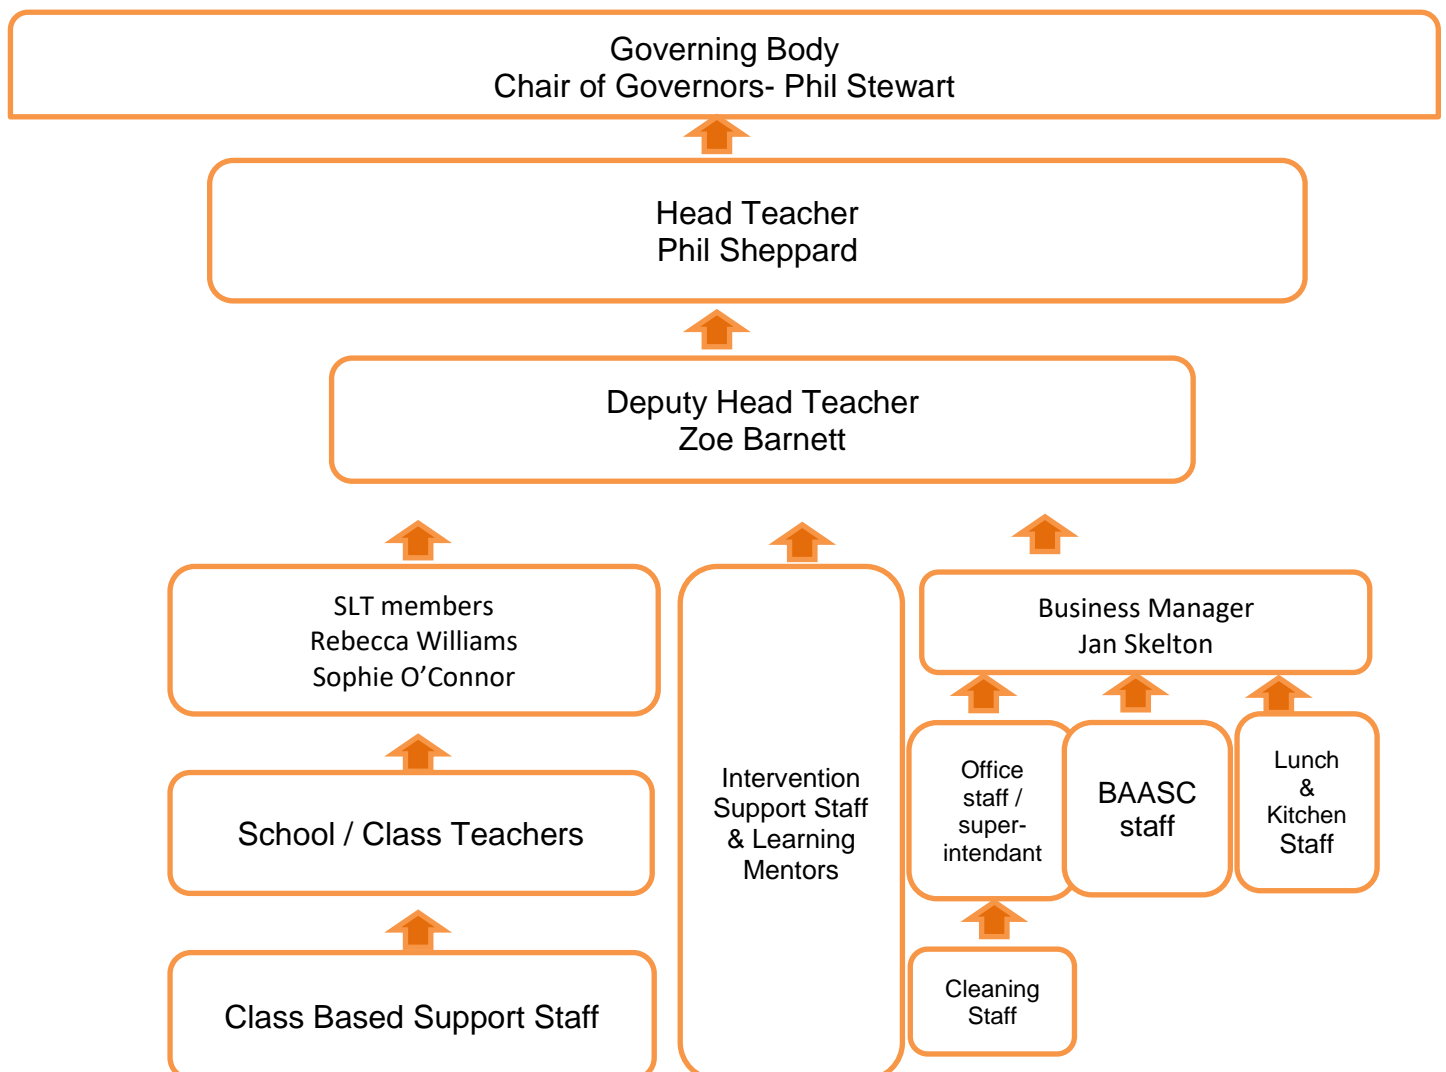 Governing Body
Chair of Governors- Phil Stewart
Head Teacher
Phil Sheppard
Deputy Head Teacher
Zoe Barnett
SLT members
Rebecca Williams
Sophie O’Connor
Business Manager
Jan Skelton
Intervention
Support Staff
& Learning
Mentors
Office
staff /
super-
intendant
BAASC
staff
Lunch
&
Kitchen
Staff
School / Class Teachers
Cleaning
Staff
Class Based Support Staff